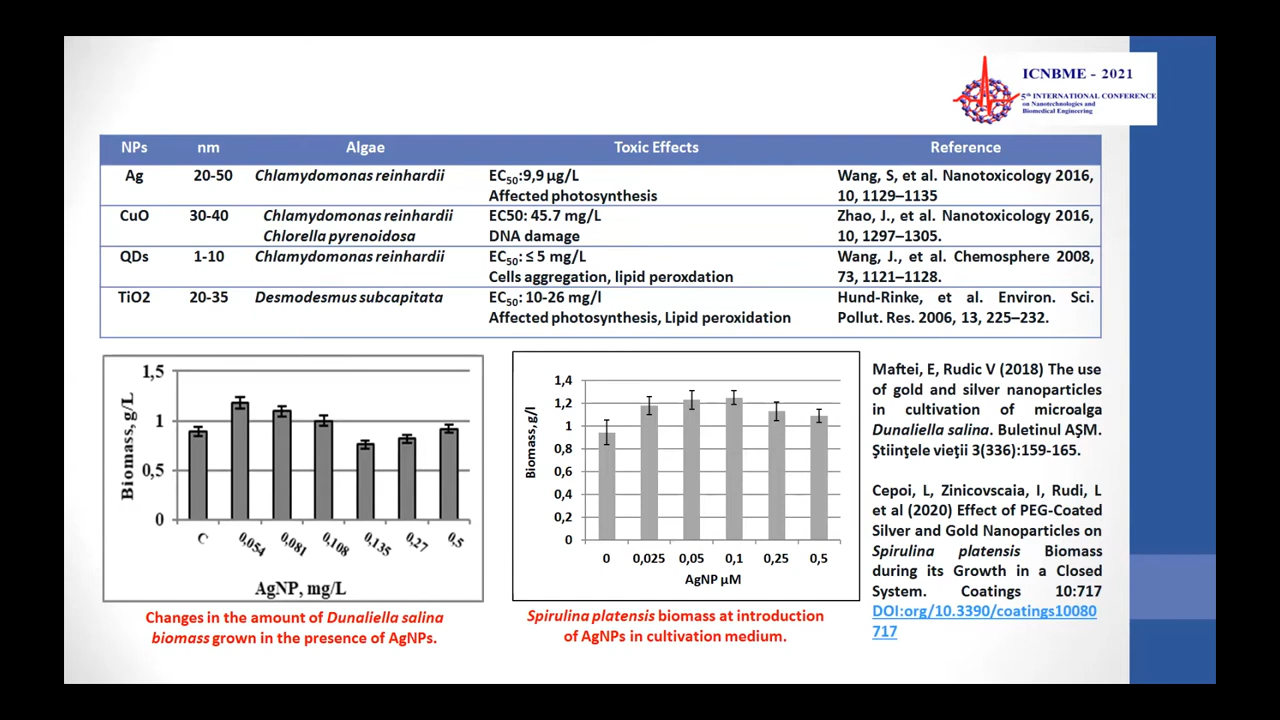 ICNBME - 2021
5th INTERNATIONAL CONFERENCE
on Nanotechnologies and
Biomedical Engineering
NPs nm Algae Toxic Effects Reference
Ag 20-50 Chlamydomonas reinhardii EC50:9,9 µg/L Wang, S, et al. Nanotoxicology 2016,
Affected photosynthesis 10, 1129–1135
CuO 30-40 Chlamydomonas reinhardii EC50: 45.7 mg/L Zhao, J., et al. Nanotoxicology 2016,
Chlorella pyrenoidosa DNA damage 10, 1297–1305.
QDs 1-10 Chlamydomonas reinhardii EC50: ≤ 5 mg/L Wang, J., et al. Chemosphere 2008,
Cells aggregation, lipid peroxdation 73, 1121–1128.
TiO2 20-35 Desmodesmus subcapitata EC50: 10-26 mg/l Hund-Rinke, et al. Environ. Sci.
Affected photosynthesis, Lipid peroxidation Pollut. Res. 2006, 13, 225–232.
Biomass, g/L
1,5
1
0,5
0
C 0,054 0,081 0,108 0,135 0,27 0,5
AgNP, mg/L
Changes in the amount of Dunaliella salina
biomass grown in the presence of AgNPs.
Biomass, g/l
1,4
1,2
1
0,8
0,6
0,4
0,2
0
0 0,025 0,05 0,1 0,25 0,5
AgNP µM
Spirulina platensis biomass at introduction
of AgNPs in cultivation medium.
Maftei, E, Rudic V (2018) The use
of gold and silver nanoparticles
in cultivation of microalga
Dunaliella salina. Buletinul AŞM.
Ştiinţele vieţii 3(336):159-165.
Cepoi, L, Zinicovscaia, I, Rudi, L
et al (2020) Effect of PEG-Coated
Silver and Gold Nanoparticles on
Spirulina platensis Biomass
during its Growth in a Closed
System. Coatings 10:717
DOI:org/10.3390/coatings10080
717